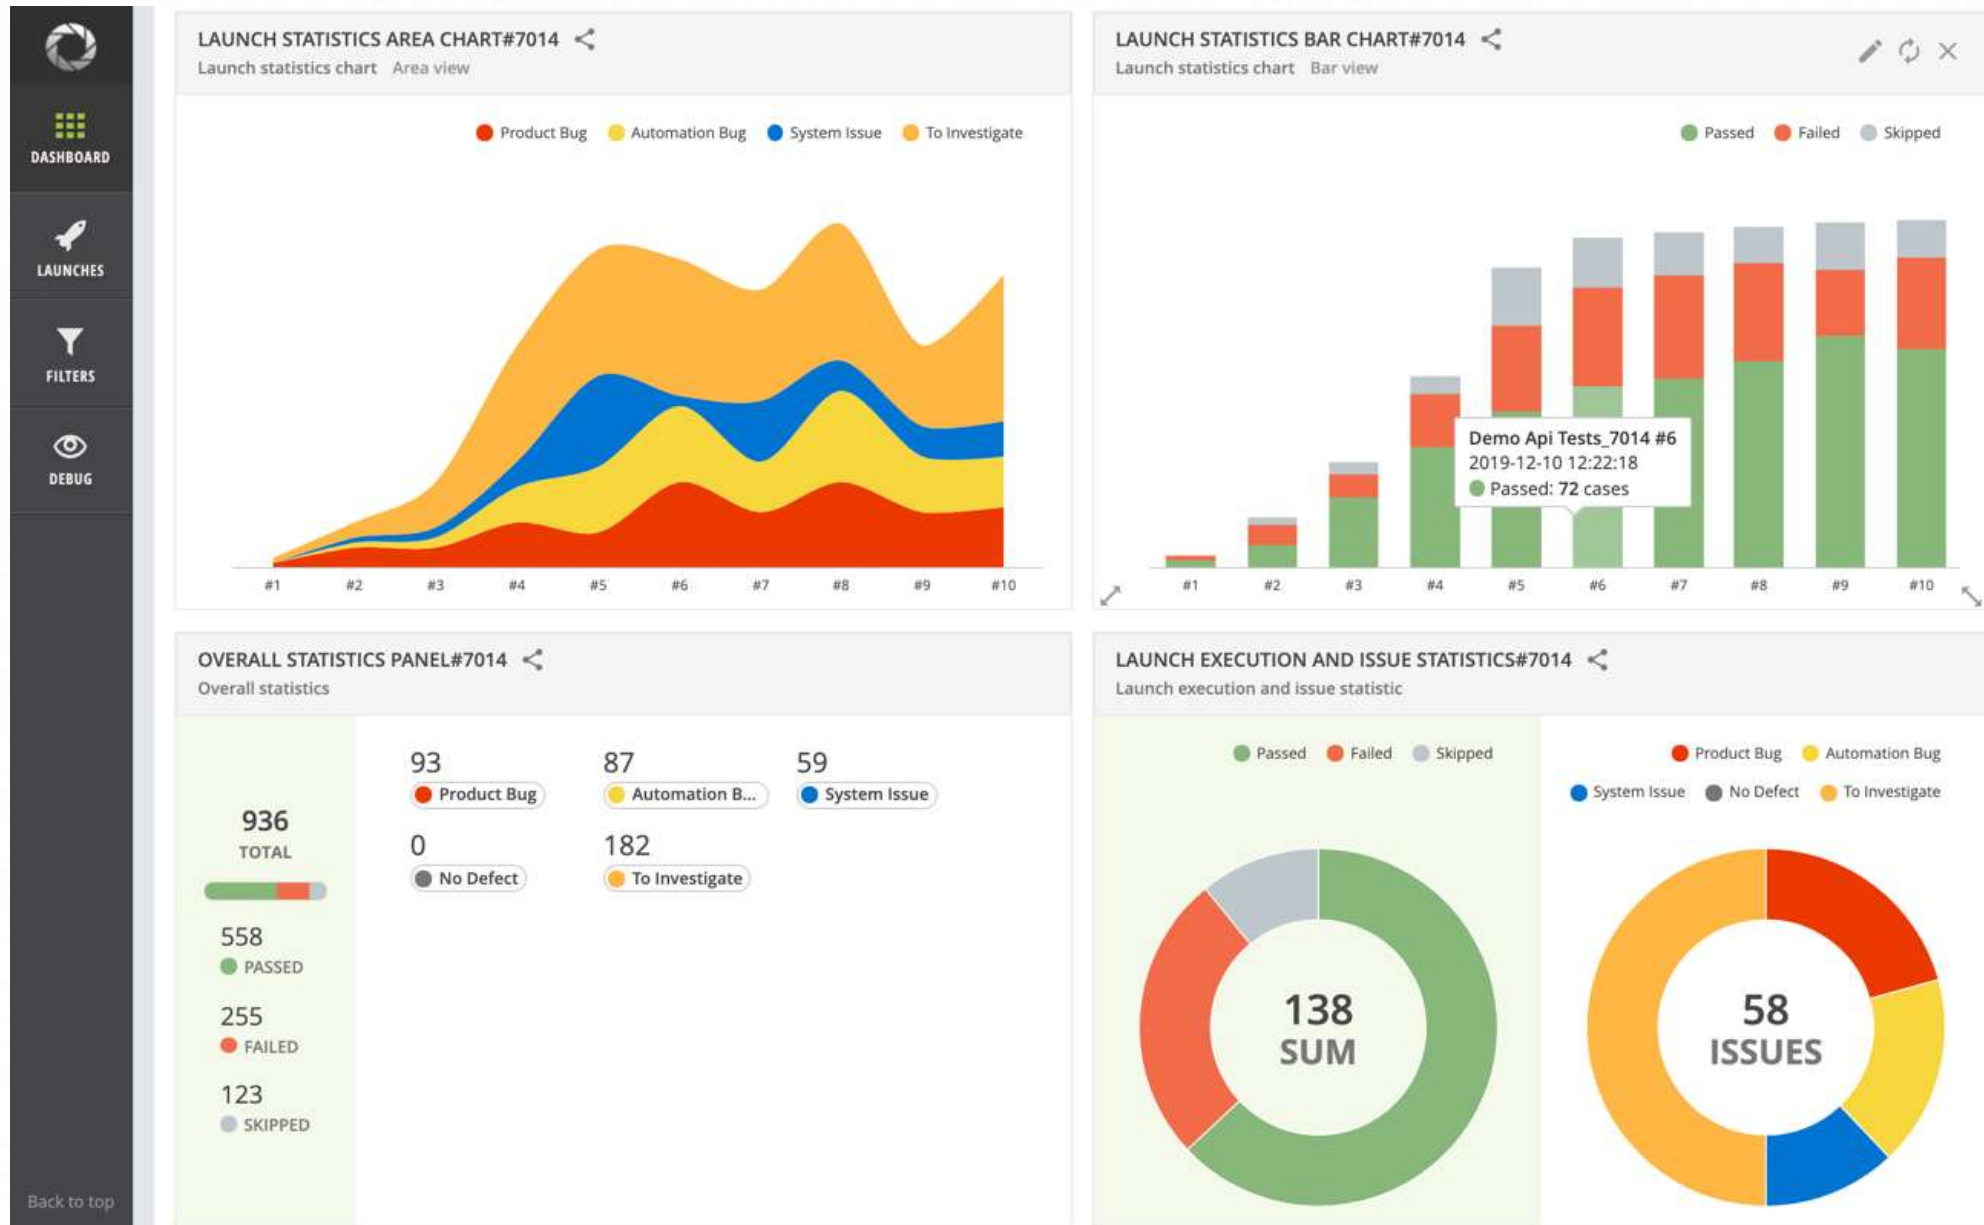 DASHBOARD
LAUNCHES
FILTERS
DEBUG
Back to top
LAUNCH STATISTICS AREA CHART#7014
Launch statistics chart Area view
Product Bug Automation Bug System Issue To Investigate
#1 #2 #3 #4 #5 #6 #7 #8 #9 #10
LAUNCH STATISTICS BAR CHART#7014
Launch statistics chart Bar view
Passed Failed Skipped
Demo Api Tests_7014 #6
2019-12-10 12:22:18
Passed: 72 cases
#1 #2 #3 #4 #5 #6 #7 #8 #9 #10
OVERALL STATISTICS PANEL#7014
Overall statistics
936
TOTAL
558
PASSED
255
FAILED
123
SKIPPED
93 87 59
Product Bug Automation B... System Issue
0 182
No Defect To Investigate
LAUNCH EXECUTION AND ISSUE STATISTICS#7014
Launch execution and issue statistic
Passed Failed Skipped
138
SUM
Product Bug Automation Bug
System Issue No Defect To Investigate
58
ISSUES